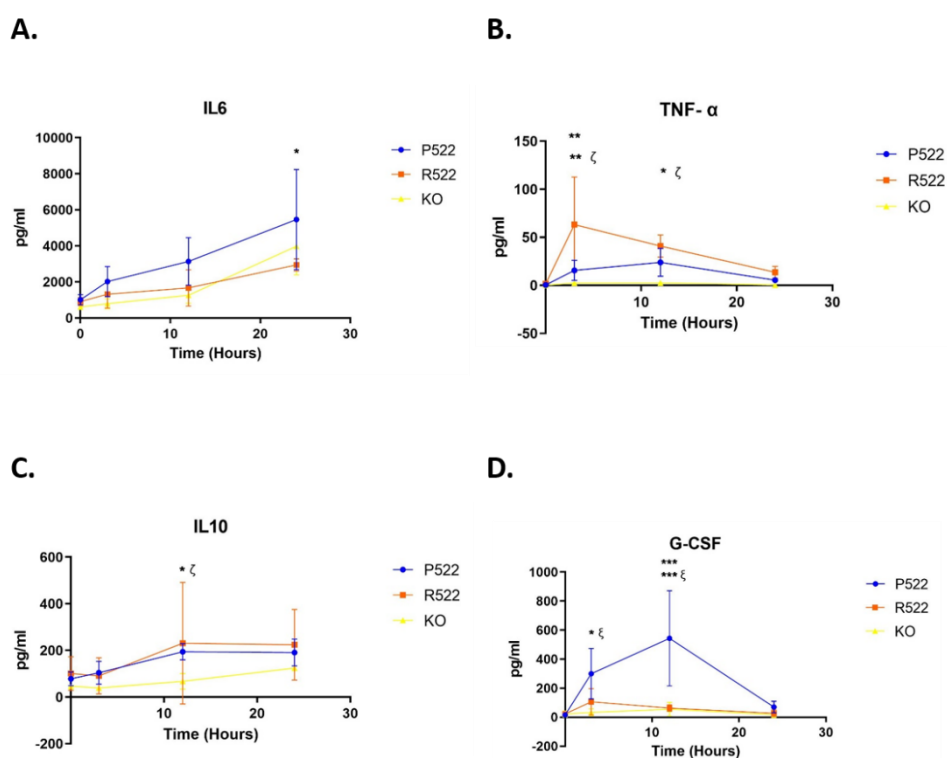 A.
IL6
10000
8000
6000
4000
2000
0
pg/ml
0 10 20 30
Time (Hours)
*
P522
R522
KO
B.
TNF- α
150
100
50
0
-50
pg/ml
10 20 30
Time (Hours)
**
** ζ
* ζ
P522
R522
KO
C.
IL10
600
400
200
0
-200
pg/ml
10 20 30
Time (Hours)
* ζ
P522
R522
KO
D.
G-CSF
1000
800
600
400
200
0
-200
pg/ml
10 20 30
Time (Hours)
* ξ
***
*** ξ
P522
R522
KO